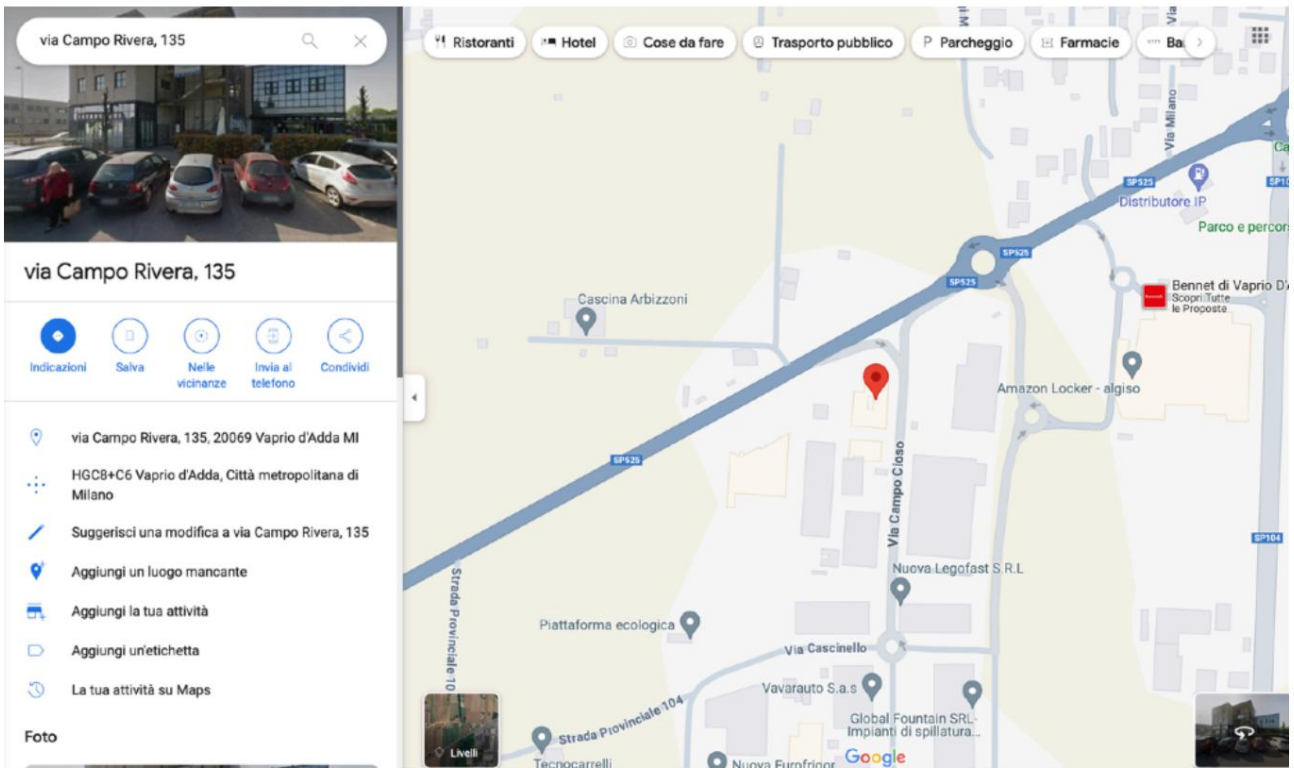 via Campo Rivera, 135
via Campo Rivera, 135
Indicazioni
Salva
Nelle
vicinanze
Invia al
telefono
Condividi
via Campo Rivera, 135, 20069 Vaprio d'Adda MI
HGC8+C6 Vaprio d'Adda, Città metropolitana di
Milano
Suggerisci una modifica a via Campo Rivera, 135
Aggiungi un luogo mancante
Aggiungi la tua attività
Aggiungi un'etichetta
La tua attività su Maps
Foto
Ristoranti
Hotel
Cose da fare
Trasporto pubblico
P Parcheggio
Farmacie
Ba
Via Milano
SP525
Distributore IP
SP10
Parco e percors
SP525
SP525
Bennet di Vaprio D'A
Scopri Tutte
le Proposte
Cascina Arbizzoni
Amazon Locker - algiso
SP525
Via Campo Cioso
SP104
Nuova Legofast S.R.L
Strada Provinciale 10
Piattaforma ecologica
Via Cascinello
Vavarauto S.a.s
Strada Provinciale 104
Global Fountain SRL-
Impianti di spillatura...
Livelli
Tecnocarrelli
Nuova Eurofrigor
Google